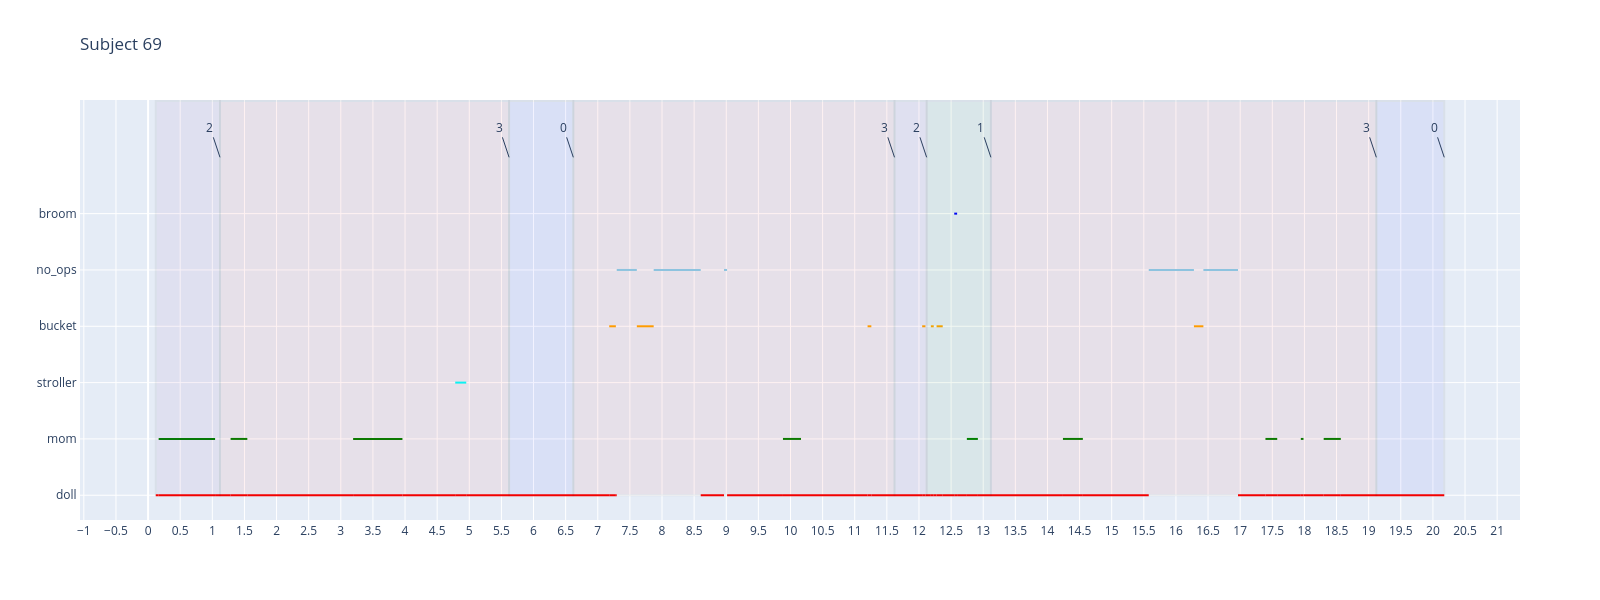 Subject 69
2 3 0 3 2 1 3 0
broom
no_ops
bucket
stroller
mom
doll
−1 −0.5 0 0.5 1 1.5 2 2.5 3 3.5 4 4.5 5 5.5 6 6.5 7 7.5 8 8.5 9 9.5 10 10.5 11 11.5 12 12.5 13 13.5 14 14.5 15 15.5 16 16.5 17 17.5 18 18.5 19 19.5 20 20.5 21